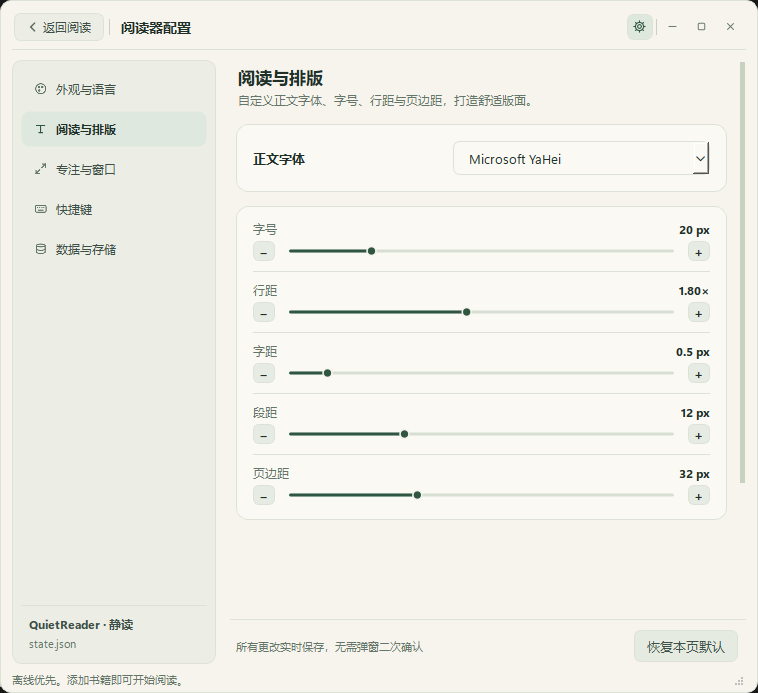 返回阅读
阅读器配置
外观与语言
阅读与排版
专注与窗口
快捷键
数据与存储
QuietReader · 静读
state.json
阅读与排版
自定义正文字体、字号、行距与页边距，打造舒适版面。
正文字体
Microsoft YaHei
字号
20 px
−
+
行距
1.80×
−
+
字距
0.5 px
−
+
段距
12 px
−
+
页边距
32 px
−
+
所有更改实时保存，无需弹窗二次确认
恢复本页默认
离线优先。添加书籍即可开始阅读。